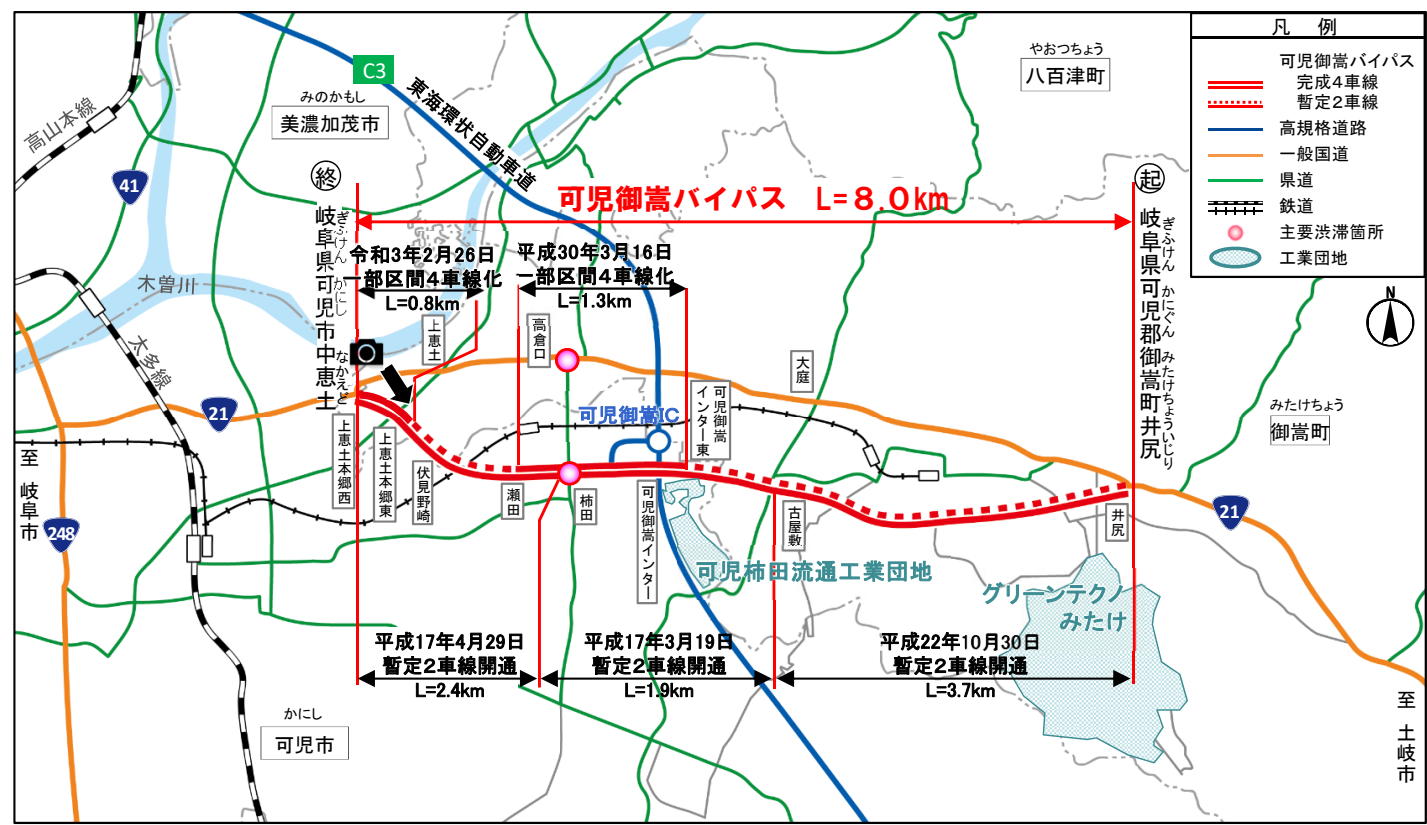 凡 例
可児御嵩バイパス
完成4車線
暫定2車線
高規格道路
一般国道
県道
鉄道
主要渋滞箇所
工業団地
N
C3
東海環状自動車道
みのかもし
美濃加茂市
やおつちょう
八百津町
高山本線
41
終
起
可児御嵩バイパス L=8.0km
岐阜県可児市中恵土
ぎふけん かにし なかえど
岐阜県可児郡御嵩町井尻
ぎふけん かにぐん みたけちょういじり
令和3年2月26日
一部区間4車線化
L=0.8km
平成30年3月16日
一部区間4車線化
L=1.3km
木曽川
太多線
上恵土
高倉口
大庭
21
可児御嵩IC
可児御嵩
インター東
みたけちょう
御嵩町
上恵土本郷西
上恵土本郷東
伏見野崎
瀬田
柿田
可児御嵩インター
古屋敷
井尻
21
至 岐阜市
248
可児柿田流通工業団地
グリーンテクノ
みたけ
平成17年4月29日
暫定2車線開通
L=2.4km
平成17年3月19日
暫定2車線開通
L=1.9km
平成22年10月30日
暫定2車線開通
L=3.7km
かにし
可児市
至 土岐市